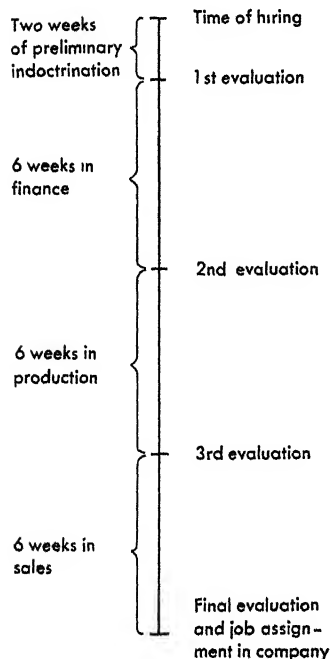 Two weeks
of preliminary
indoctrination
Time of hiring
1st evaluation
6 weeks in
finance
2nd evaluation
6 weeks in
production
3rd evaluation
6 weeks in
sales
Final evaluation
and job assign-
ment in company